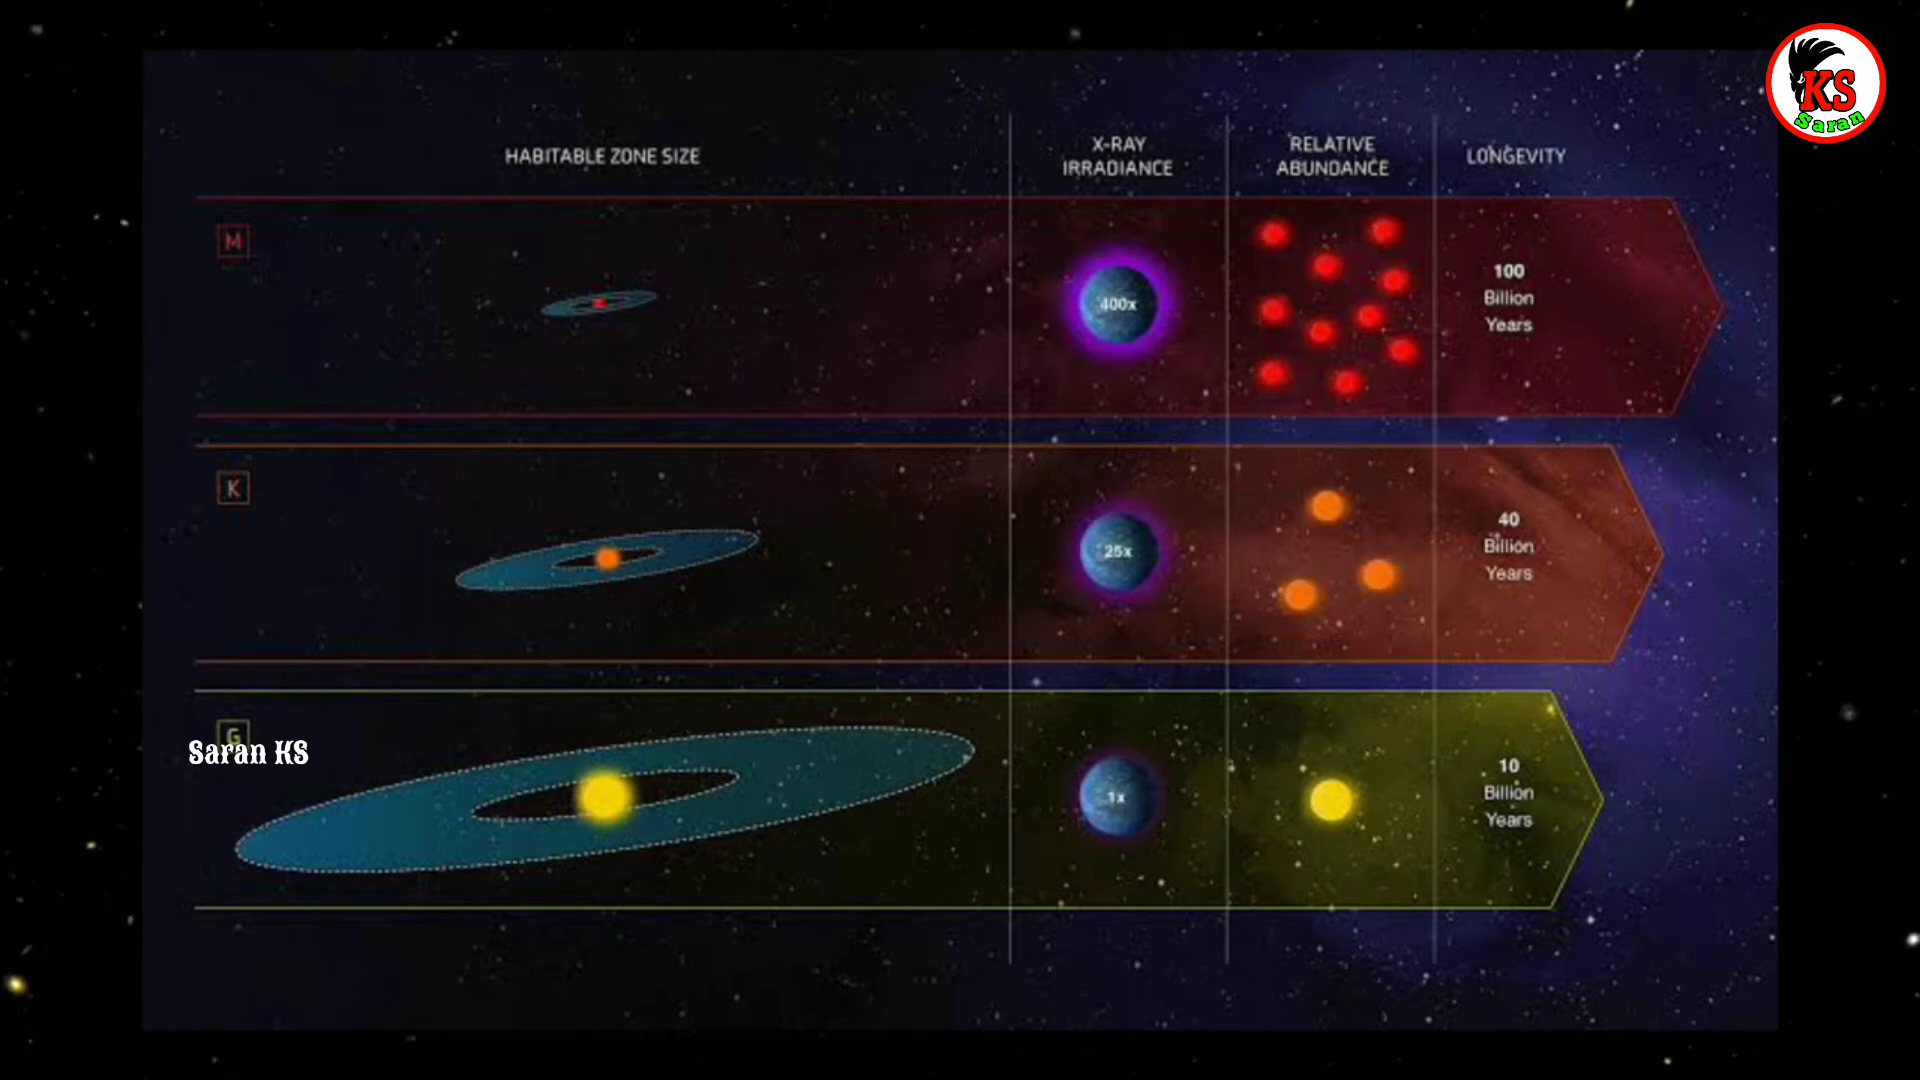 KS
Saran
HABITABLE ZONE SIZE
X-RAY
IRRADIANCE
RELATIVE
ABUNDANCE
LONGEVITY
M
400x
100
Billion
Years
K
25x
40
Billion
Years
G
Saran KS
1x
10
Billion
Years